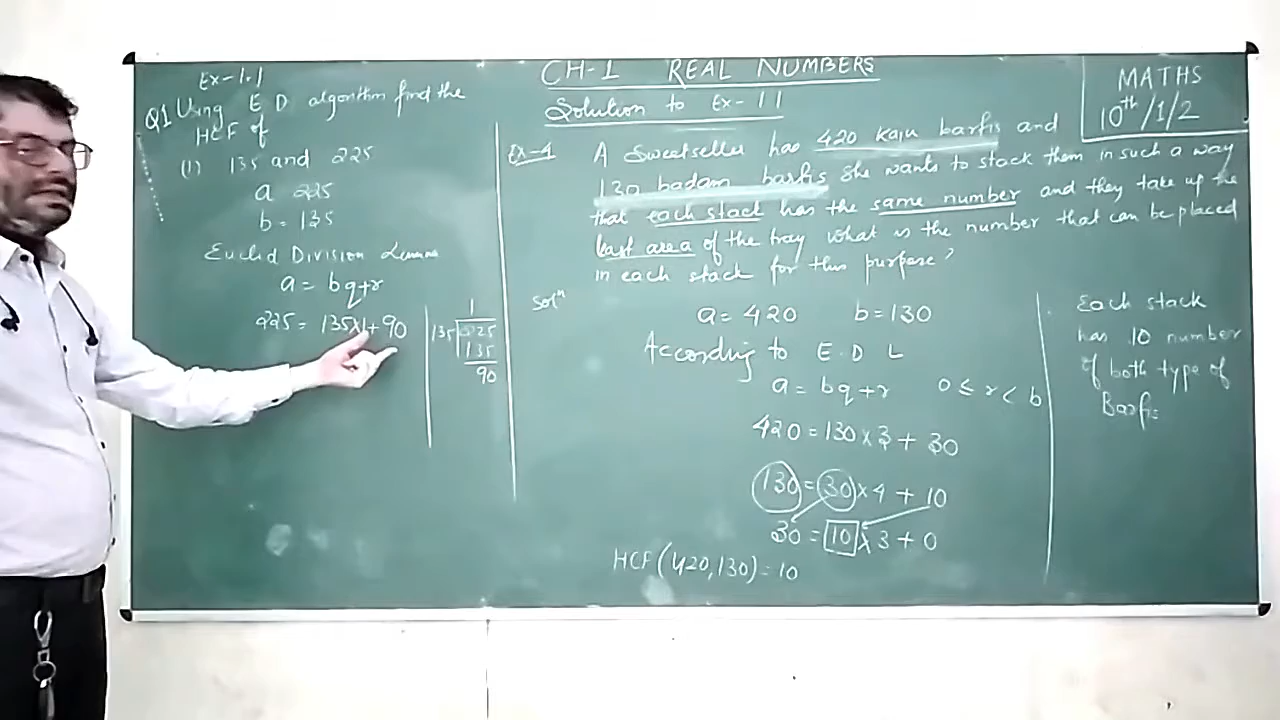 CH-1 REAL NUMBERS
Solution to Ex-1.1
MATHS
10th/1/2
Ex-1.1
Q1 Using E D algorithm find the
HCF of
(1) 135 and 225
a 225
b = 135
Euclid Division Lemma
a = bq+r
225 = 135x1+90
1
135 225
135
90
Ex-4 A Sweetseller has 420 kaju barfis and
130 badam barfis she wants to stack them in such a way
that each stack has the same number and they take up the
least area of the tray what is the number that can be placed
in each stack for this purpose?
Soln
a = 420 b = 130
According to E.D L
a = bq+r 0 ≤ r < b
420 = 130 x 3 + 30
130 = 30 x 4 + 10
30 = 10 x 3 + 0
HCF (420,130) = 10
Each stack
has 10 number
of both type of
Barfi